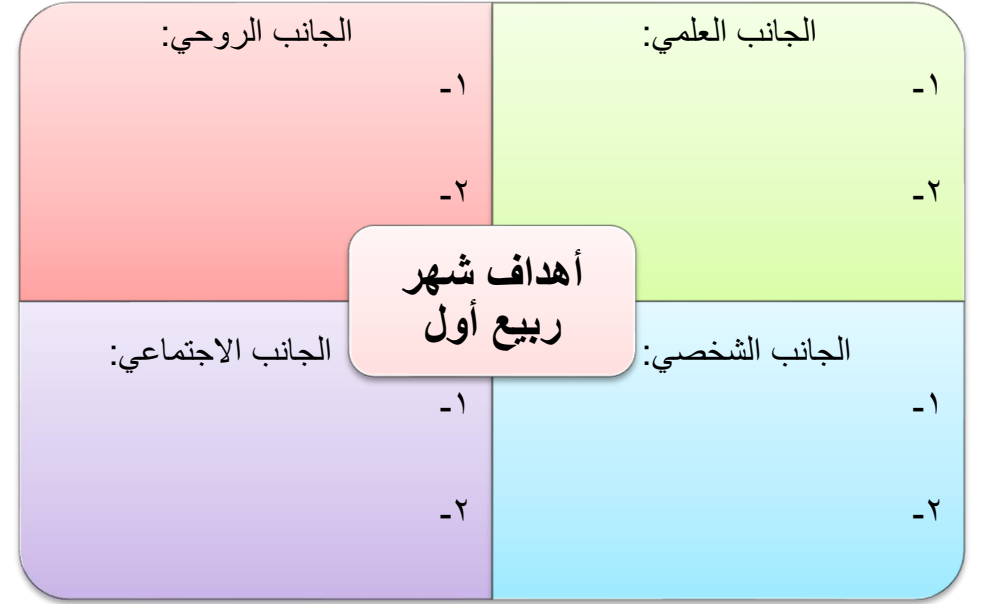 الجانب العلمي:
١-
٢-
الجانب الروحي:
١-
٢-
أهداف شهر
ربيع أول
الجانب الشخصي:
١-
٢-
الجانب الاجتماعي:
١-
٢-